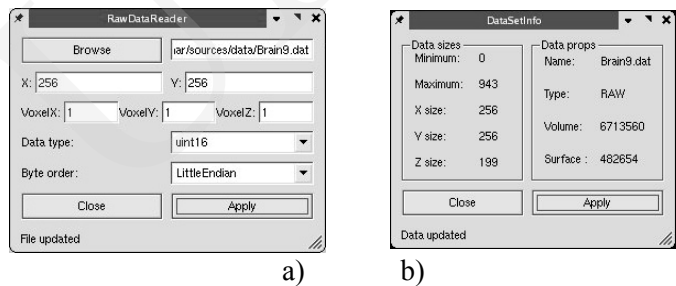 RawDataReader
Browse
ar/sources/data/Brain9.dat
X: 256 Y: 256
VoxelX: 1 VoxelY: 1 VoxelZ: 1
Data type: uint16
Byte order: LittleEndian
Close Apply
File updated
a)
DataSetInfo
Data sizes
Minimum: 0
Maximum: 943
X size: 256
Y size: 256
Z size: 199
Data props
Name: Brain9.dat
Type: RAW
Volume: 6713560
Surface : 482654
Close Apply
Data updated
b)